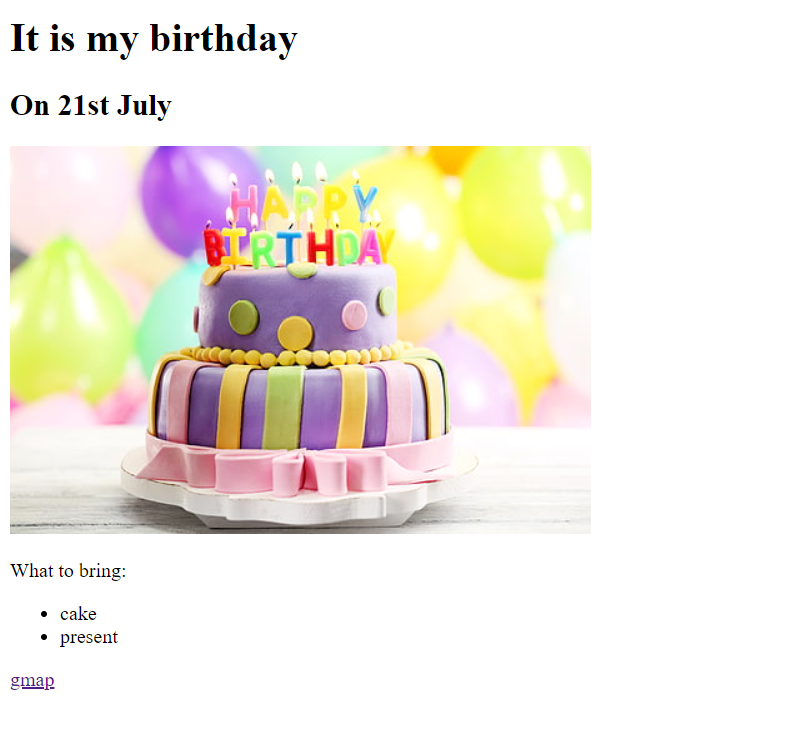 It is my birthday
On 21st July
HAPPY
BIRTHDAY
What to bring:
cake
present
gmap